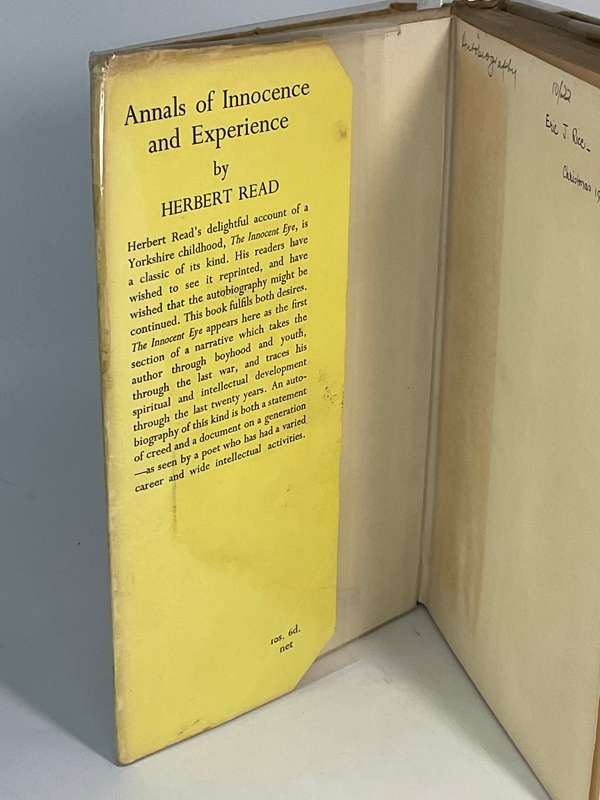 Annals of Innocence
and Experience
by
HERBERT READ
Herbert Read's delightful account of a
Yorkshire childhood, The Innocent Eye, is
a classic of its kind. His readers have
wished to see it reprinted, and have
wished that the autobiography might be
continued. This book fulfils both desires.
The Innocent Eye appears here as the first
section of a narrative which takes the
author through boyhood and youth,
through the last war, and traces his
spiritual and intellectual development
through the last twenty years. An auto-
biography of this kind is both a statement
of creed and a document on a generation
—as seen by a poet who has had a varied
career and wide intellectual activities.
10s. 6d.
net
Autobiography
Eric J.
Christmas